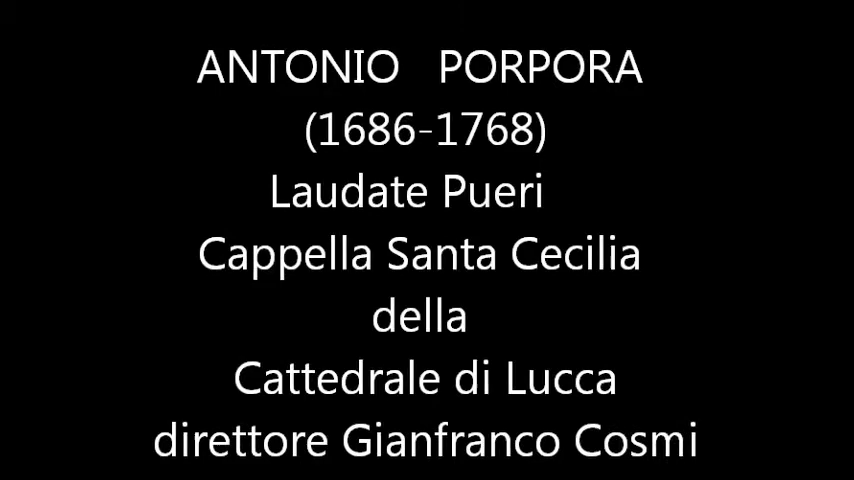 ANTONIO PORPORA
(1686-1768)
Laudate Pueri
Cappella Santa Cecilia
della
Cattedrale di Lucca
direttore Gianfranco Cosmi